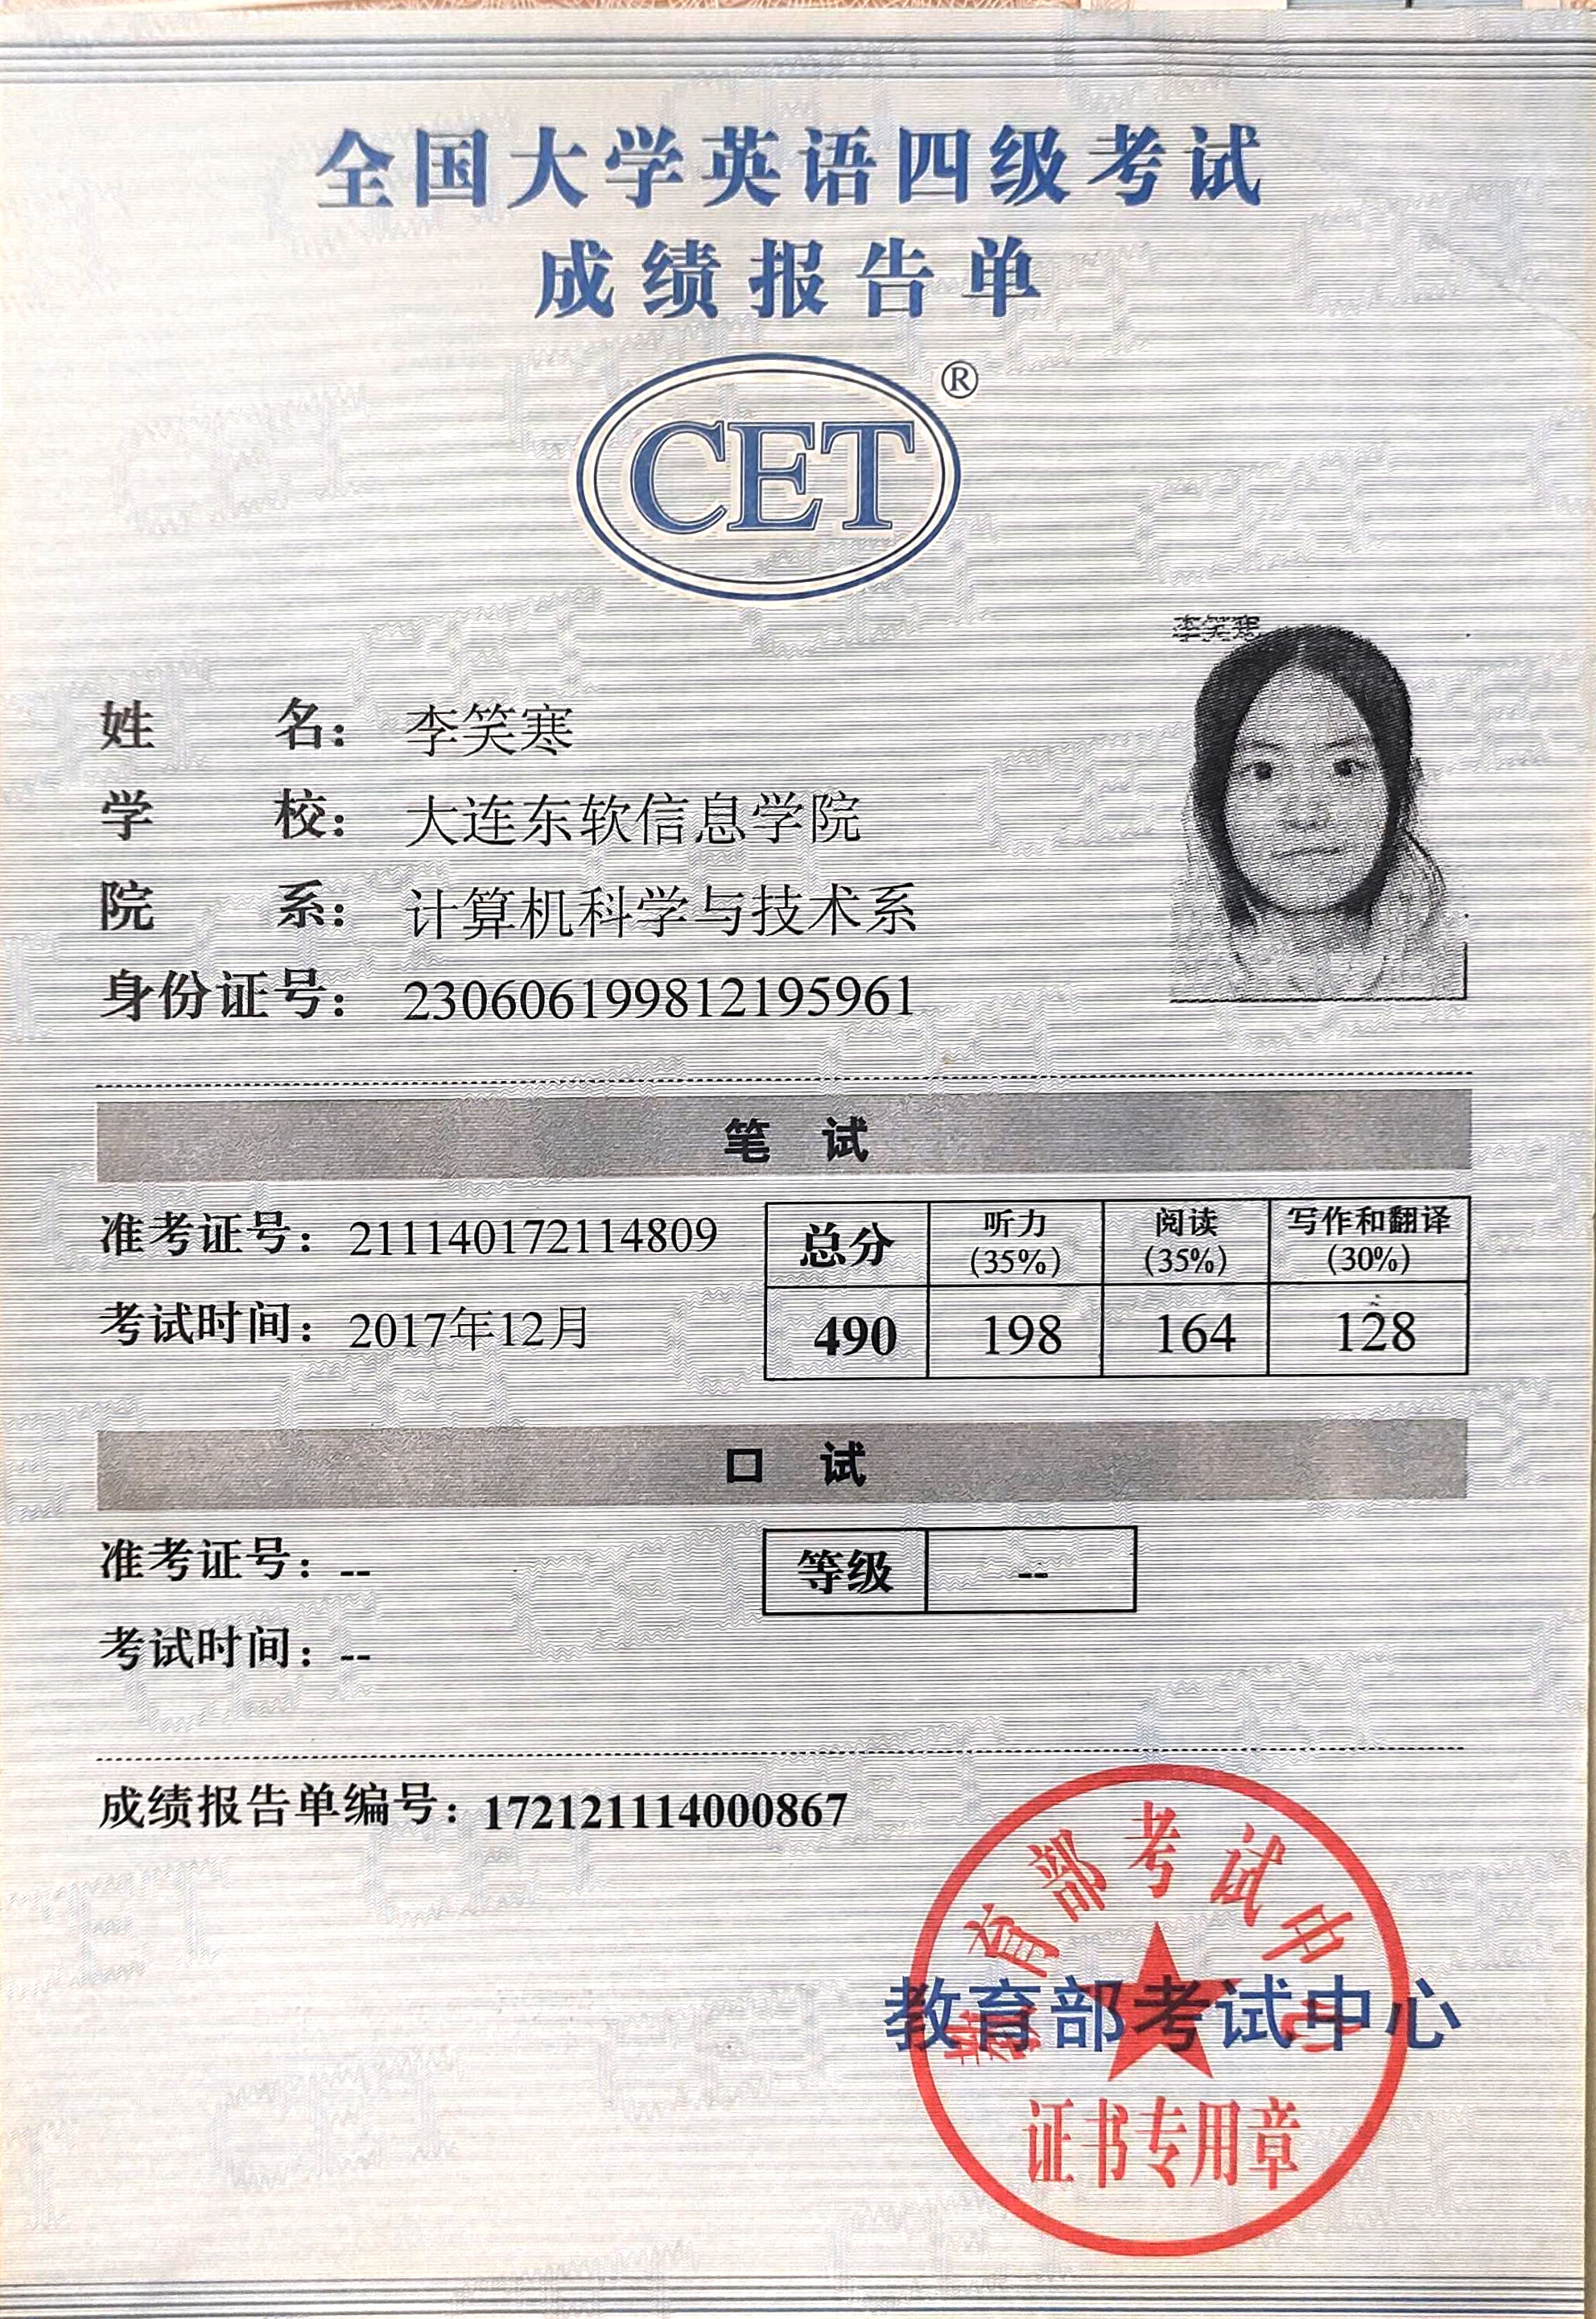 全国大学英语四级考试
成绩报告单
CET®
李笑寒
姓 名： 李笑寒
学 校： 大连东软信息学院
院 系： 计算机科学与技术系
身份证号： 230606199812195961
笔 试
准考证号： 211140172114809
考试时间： 2017年12月
总分 听力 (35%) 阅读 (35%) 写作和翻译 (30%)
490 198 164 128
口 试
准考证号：--
等级 --
考试时间：--
成绩报告单编号：172121114000867
教育部考试中心
教育部考试中心
证书专用章